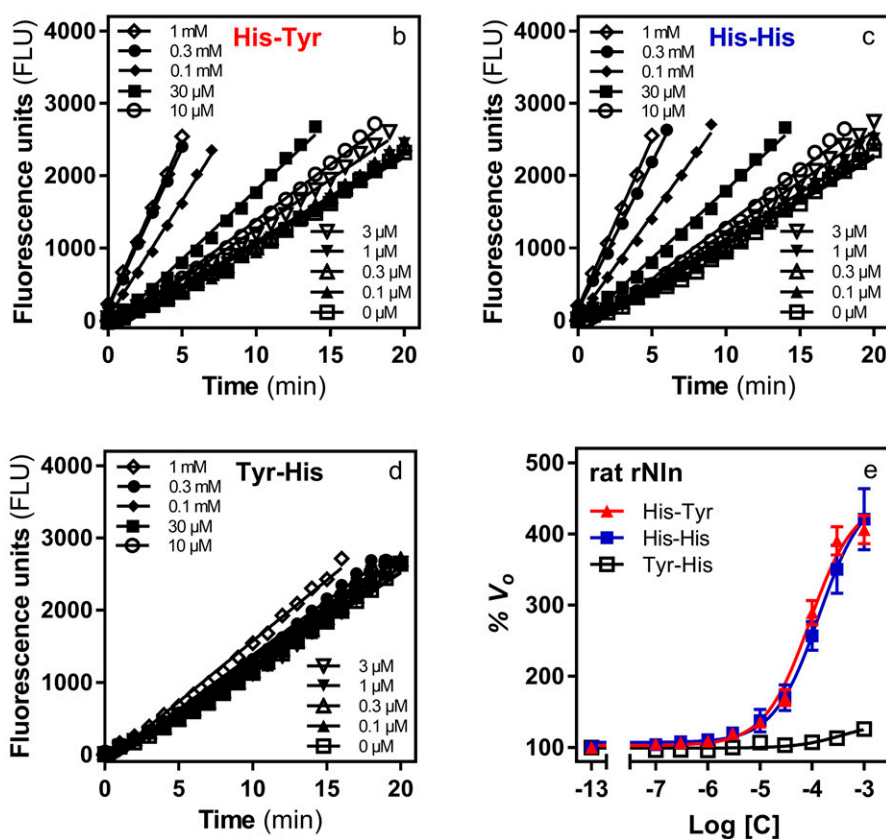 b
His-Tyr
1 mM
0.3 mM
0.1 mM
30 µM
10 µM
3 µM
1 µM
0.3 µM
0.1 µM
0 µM
Fluorescence units (FLU)
4000
3000
2000
1000
0
0 5 10 15 20
Time (min)
c
His-His
1 mM
0.3 mM
0.1 mM
30 µM
10 µM
3 µM
1 µM
0.3 µM
0.1 µM
0 µM
Fluorescence units (FLU)
4000
3000
2000
1000
0
0 5 10 15 20
Time (min)
d
Tyr-His
1 mM
0.3 mM
0.1 mM
30 µM
10 µM
3 µM
1 µM
0.3 µM
0.1 µM
0 µM
Fluorescence units (FLU)
4000
3000
2000
1000
0
0 5 10 15 20
Time (min)
e
rat rNln
His-Tyr
His-His
Tyr-His
% Vo
500
400
300
200
100
-13 -7 -6 -5 -4 -3
Log [C]